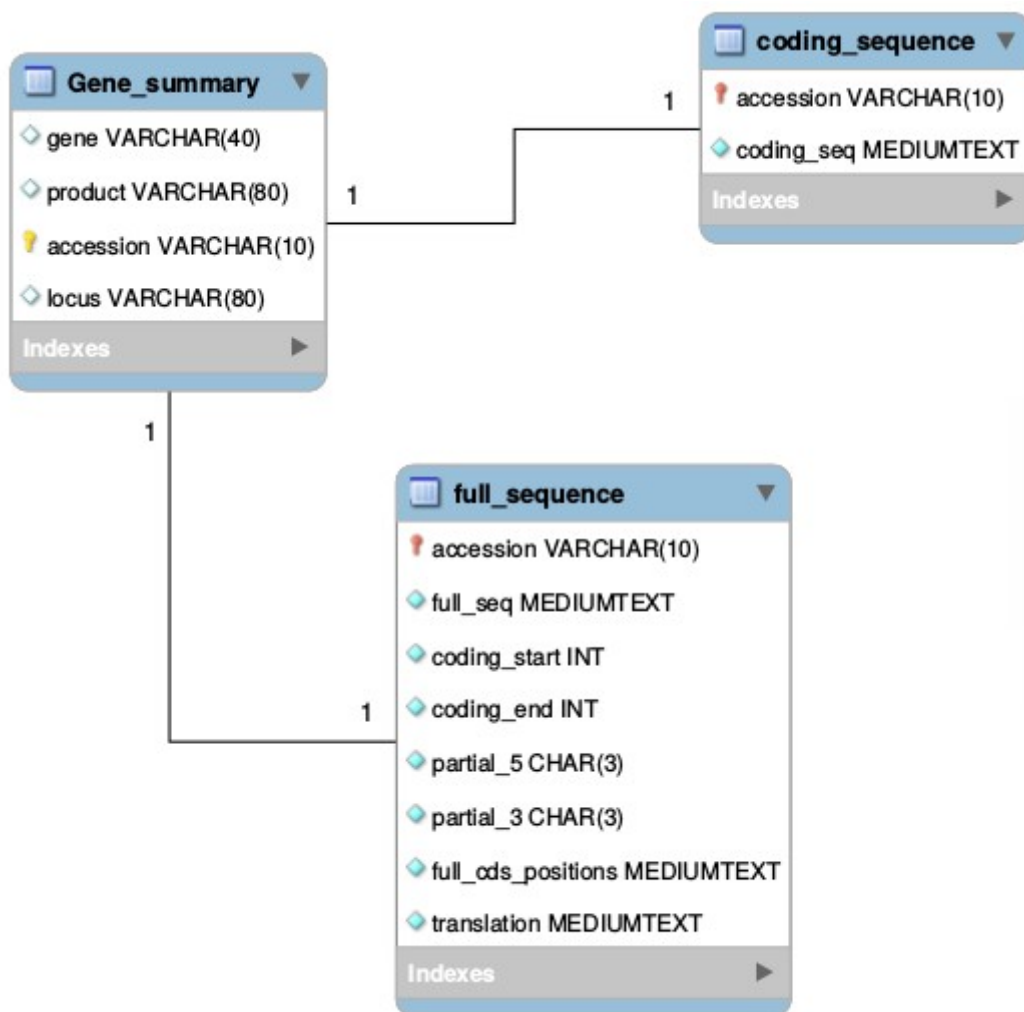 Gene_summary
gene VARCHAR(40)
product VARCHAR(80)
accession VARCHAR(10)
locus VARCHAR(80)
Indexes
1
1
coding_sequence
accession VARCHAR(10)
coding_seq MEDIUMTEXT
Indexes
1
1
full_sequence
accession VARCHAR(10)
full_seq MEDIUMTEXT
coding_start INT
coding_end INT
partial_5 CHAR(3)
partial_3 CHAR(3)
full_cds_positions MEDIUMTEXT
translation MEDIUMTEXT
Indexes